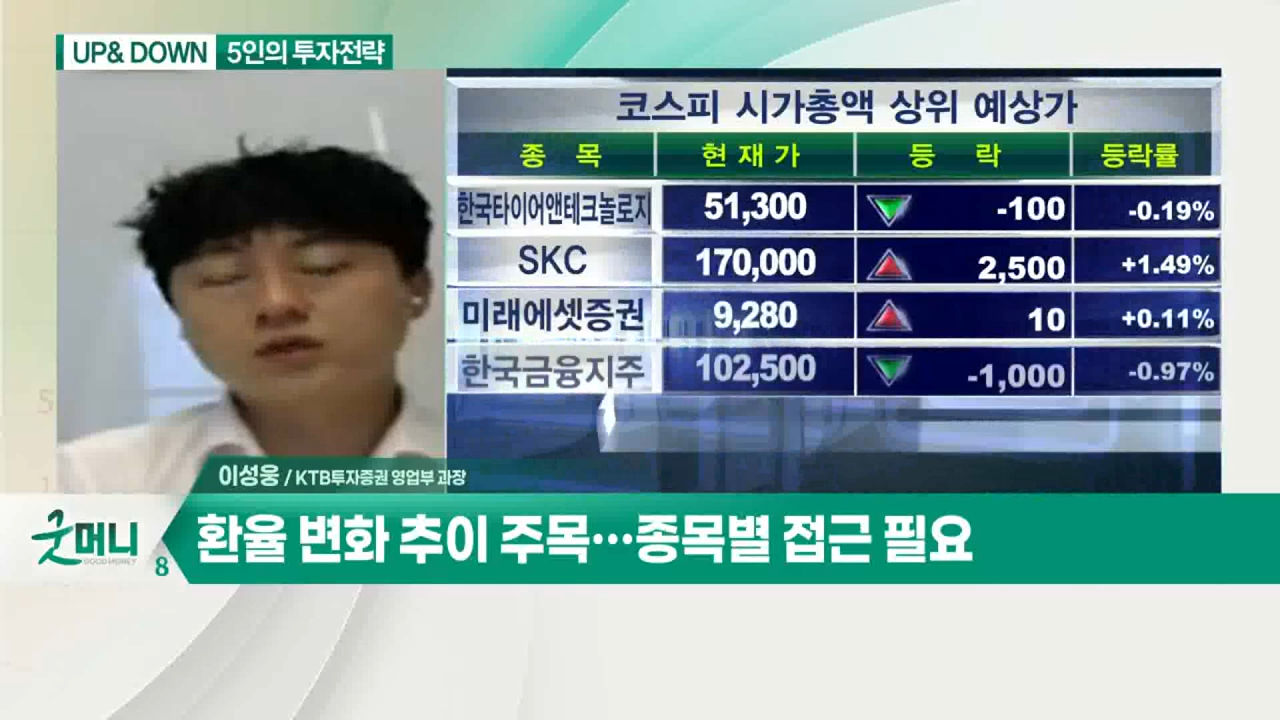 UP& DOWN 5인의 투자전략
코스피 시가총액 상위 예상가
종 목 현 재 가 등 락 등락률
한국타이어앤테크놀로지 51,300 ▼ -100 -0.19%
SKC 170,000 ▲ 2,500 +1.49%
미래에셋증권 9,280 ▲ 10 +0.11%
한국금융지주 102,500 ▼ -1,000 -0.97%
이성웅 / KTB투자증권 영업부 과장
굿머니
GOOD MONEY
8
환율 변화 추이 주목…종목별 접근 필요